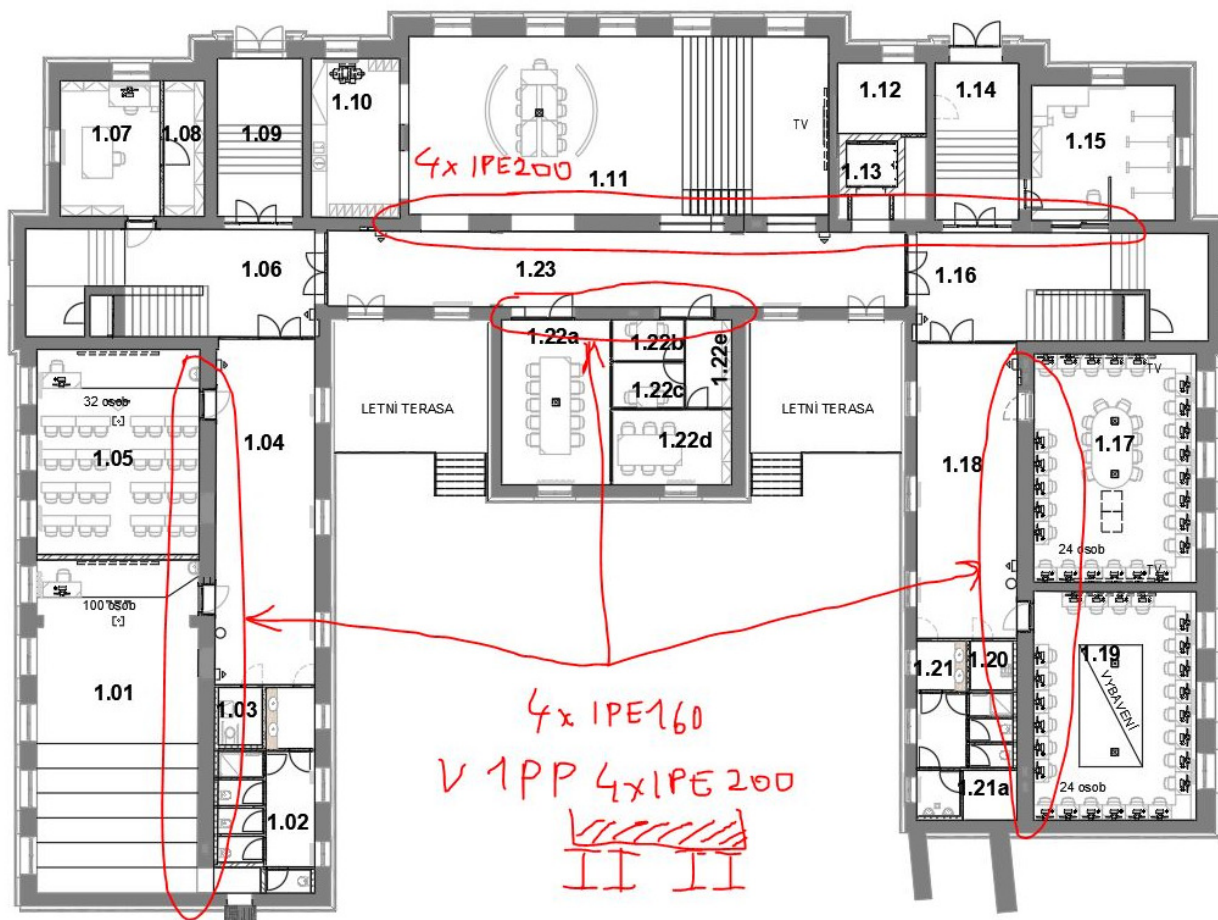 1.07
1.08
1.09
1.10
1.11
TV
1.12
1.13
1.14
1.15
4x IPE200
1.06
1.23
1.16
1.22a
1.22b
1.22c
1.22e
1.22d
LETNÍ TERASA
LETNÍ TERASA
32 osob
1.05
1.04
100 osob
1.01
1.03
1.02
TV
1.17
1.18
24 osob
TV
1.21
1.20
1.19
VYBAVENÍ
1.21a
24 osob
4x IPE160
V 1PP 4xIPE200